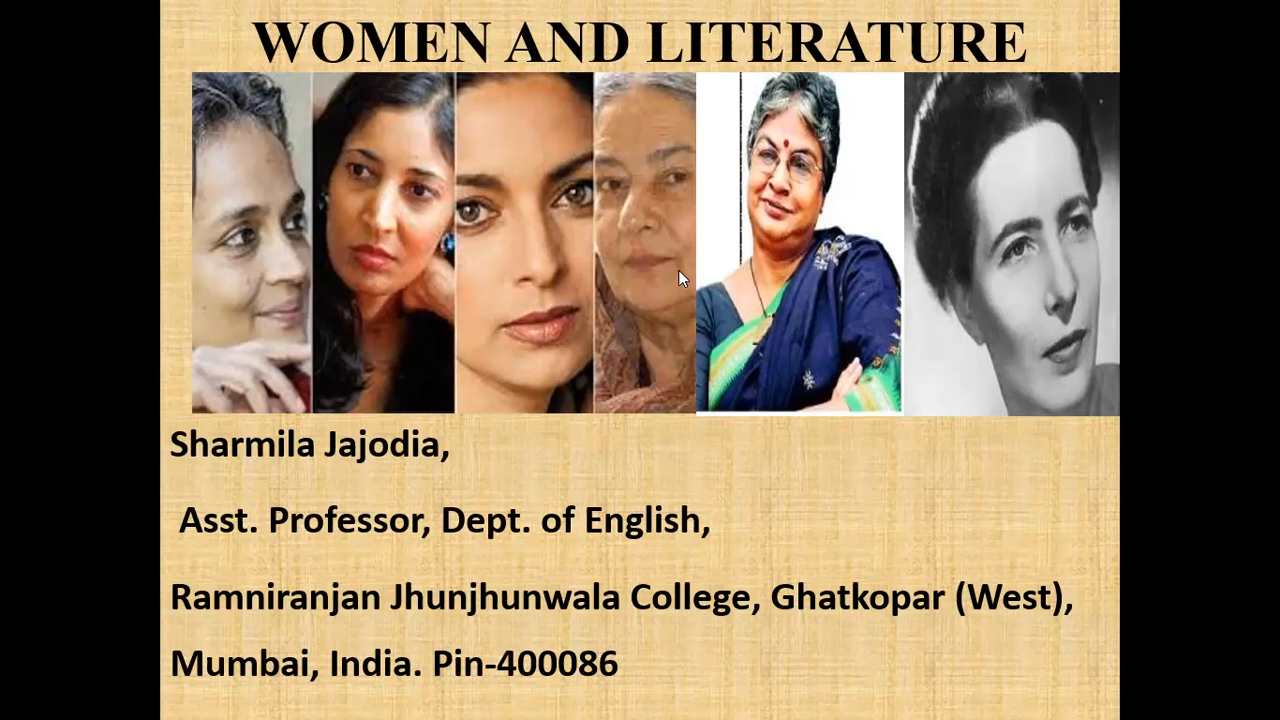 WOMEN AND LITERATURE
Sharmila Jajodia,
Asst. Professor, Dept. of English,
Ramniranjan Jhunjhunwala College, Ghatkopar (West),
Mumbai, India. Pin-400086